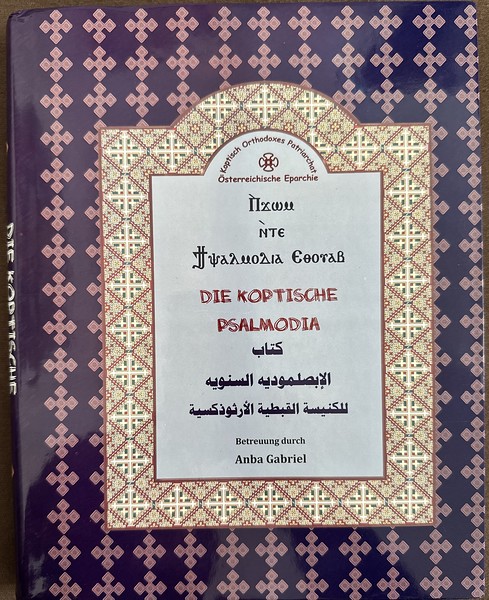 Koptisch Orthodoxes Patriarchat
Österreichische Eparchie
Ⲡ̀ϫⲱⲙ
ⲛ̀ⲧⲉ
Ϯⲯⲁⲗⲙⲟⲇⲓⲁ Ⲉⲑⲟⲩⲁⲃ
DIE KOPTISCHE
PSALMODIA
كتاب
الإبصلموديه السنويه
للكنيسة القبطية الأرثوذكسية
Betreuung durch
Anba Gabriel
DIE KOPTISCHE